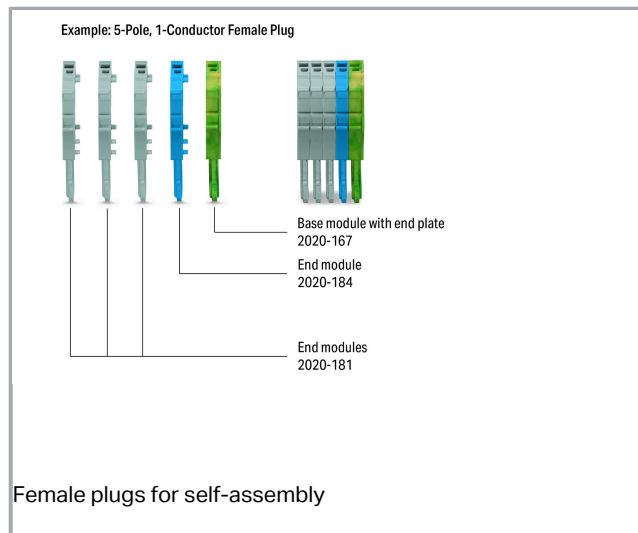 Example: 5-Pole, 1-Conductor Female Plug
Base module with end plate
2020-167
End module
2020-184
End modules
2020-181
Female plugs for self-assembly